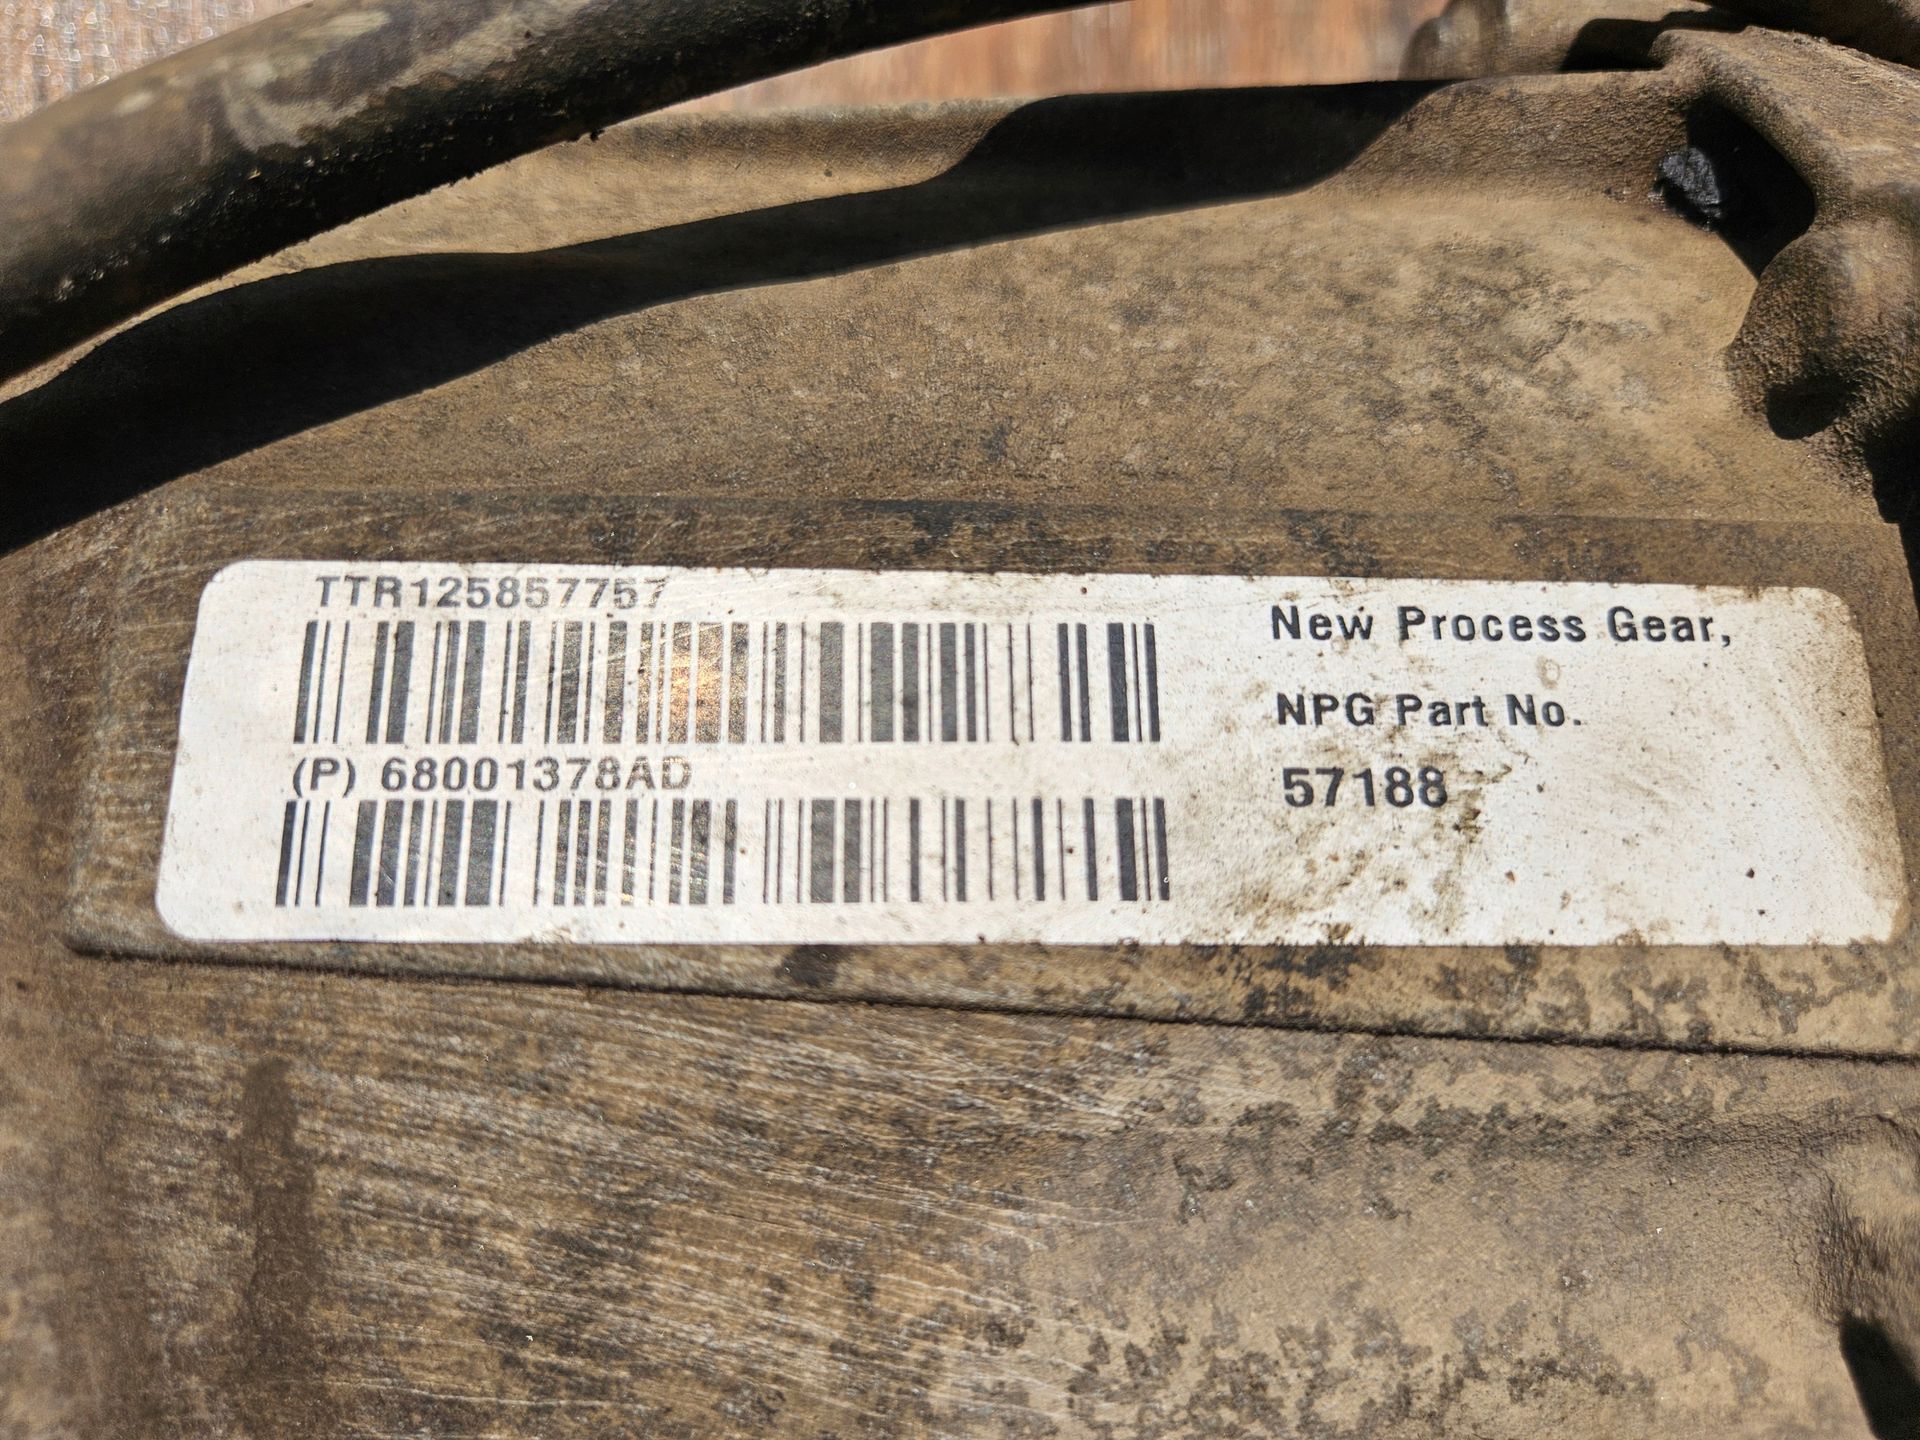 TTR125857757
(P) 68001378AD
New Process Gear,
NPG Part No.
57188